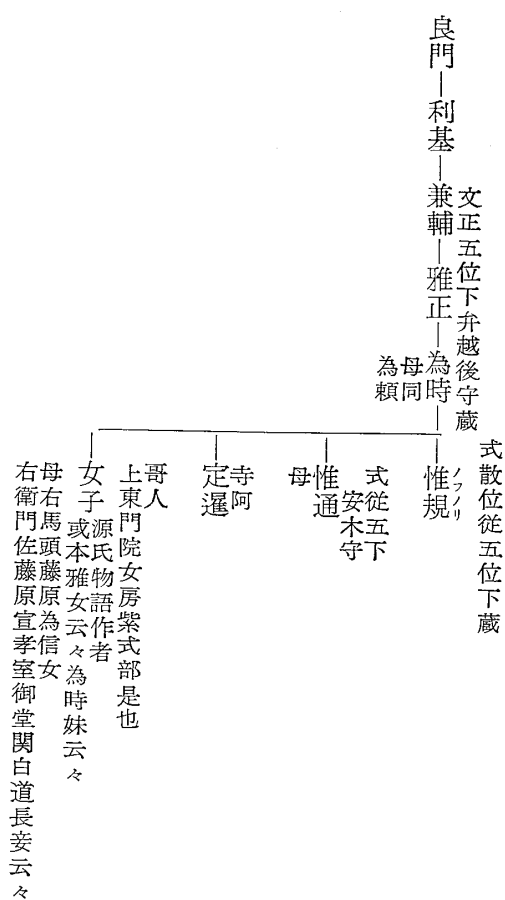 文正五位下弁越後守蔵
良門―利基―兼輔―雅正―為時
母同
為頼
式散位従五位下蔵
ノフノリ
惟規
式従五下
安木守
惟通
母
寺阿
定暹
哥人
上東門院女房紫式部是也
源氏物語作者
女子
或本雅女云々為時妹云々
母右馬頭藤原為信女
右衛門佐藤原宣孝室御堂関白道長妾云々